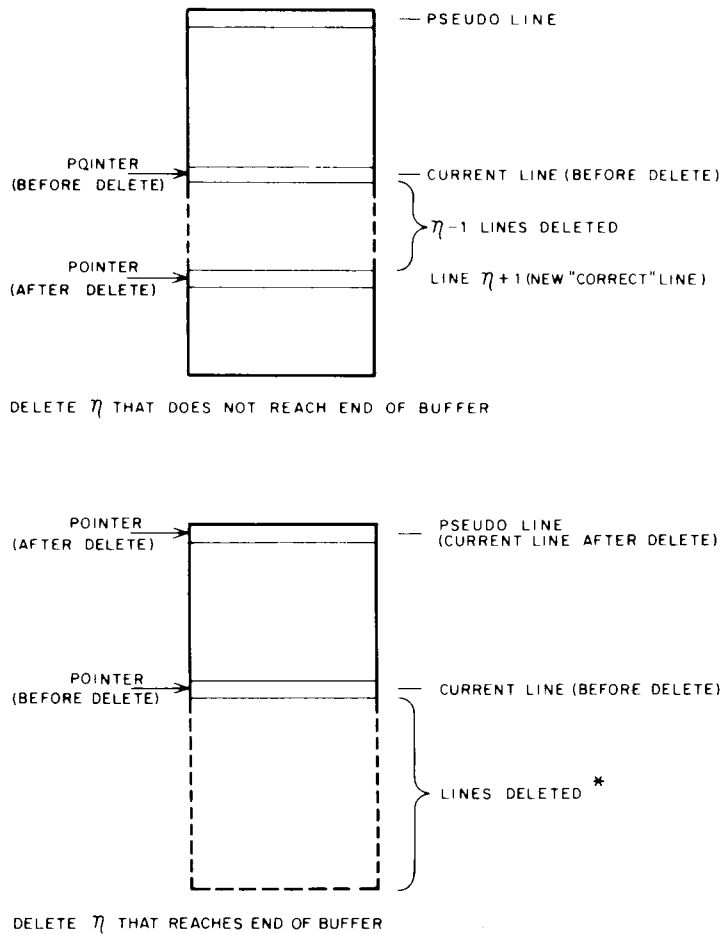 PSEUDO LINE
POINTER
(BEFORE DELETE)
CURRENT LINE (BEFORE DELETE)
η-1 LINES DELETED
POINTER
(AFTER DELETE)
LINE η+1 (NEW "CORRECT" LINE)
DELETE η THAT DOES NOT REACH END OF BUFFER
POINTER
(AFTER DELETE)
PSEUDO LINE
(CURRENT LINE AFTER DELETE)
POINTER
(BEFORE DELETE)
CURRENT LINE (BEFORE DELETE)
LINES DELETED *
DELETE η THAT REACHES END OF BUFFER